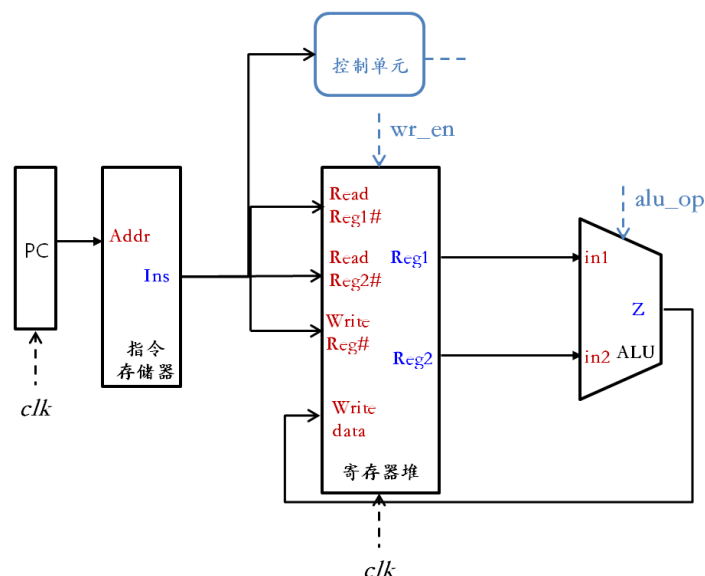 控制单元
wr_en
alu_op
PC
Addr
Ins
指令
存储器
clk
Read
Reg1#
Read
Reg2#
Write
Reg#
Write
data
Reg1
Reg2
寄存器堆
clk
in1
in2
Z
ALU